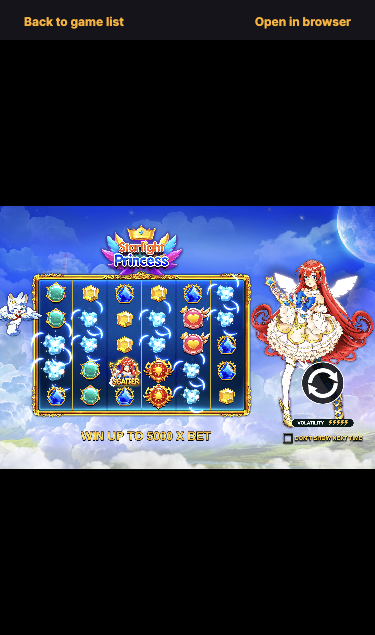 Back to game list
Open in browser
Starlight
Princess
SCATTER
WIN UP TO 5000 X BET
VOLATILITY
DON'T SHOW NEXT TIME